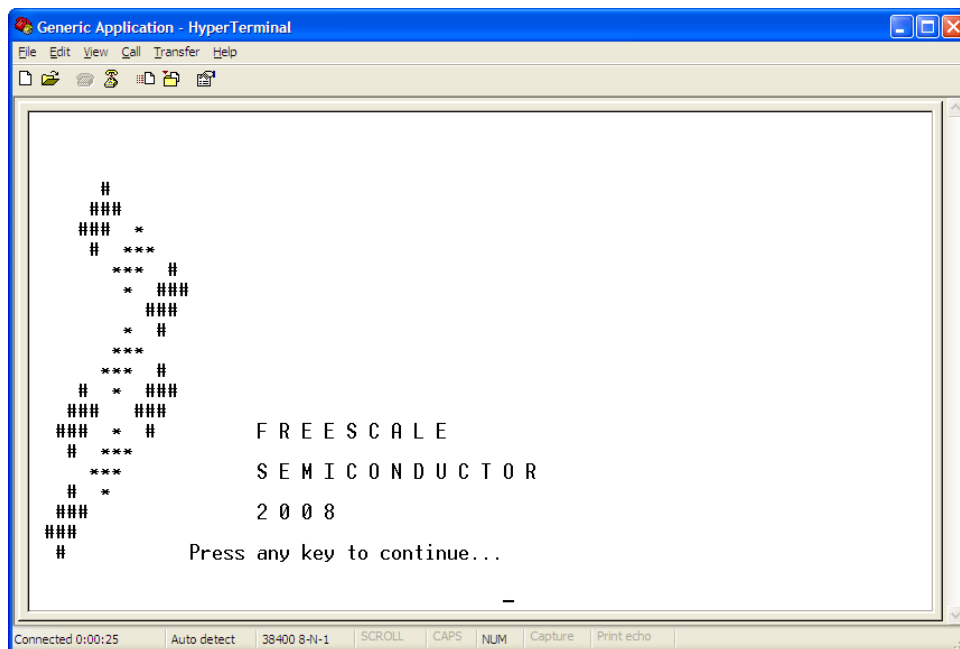 Generic Application - HyperTerminal
File Edit View Call Transfer Help
#
###
### *
# ***
*** #
* ###
###
* #
***
*** #
# * ###
### ###
### * # F R E E S C A L E
# ***
*** S E M I C O N D U C T O R
# *
### 2 0 0 8
###
# Press any key to continue...
_
Connected 0:00:25 Auto detect 38400 8-N-1 SCROLL CAPS NUM Capture Print echo